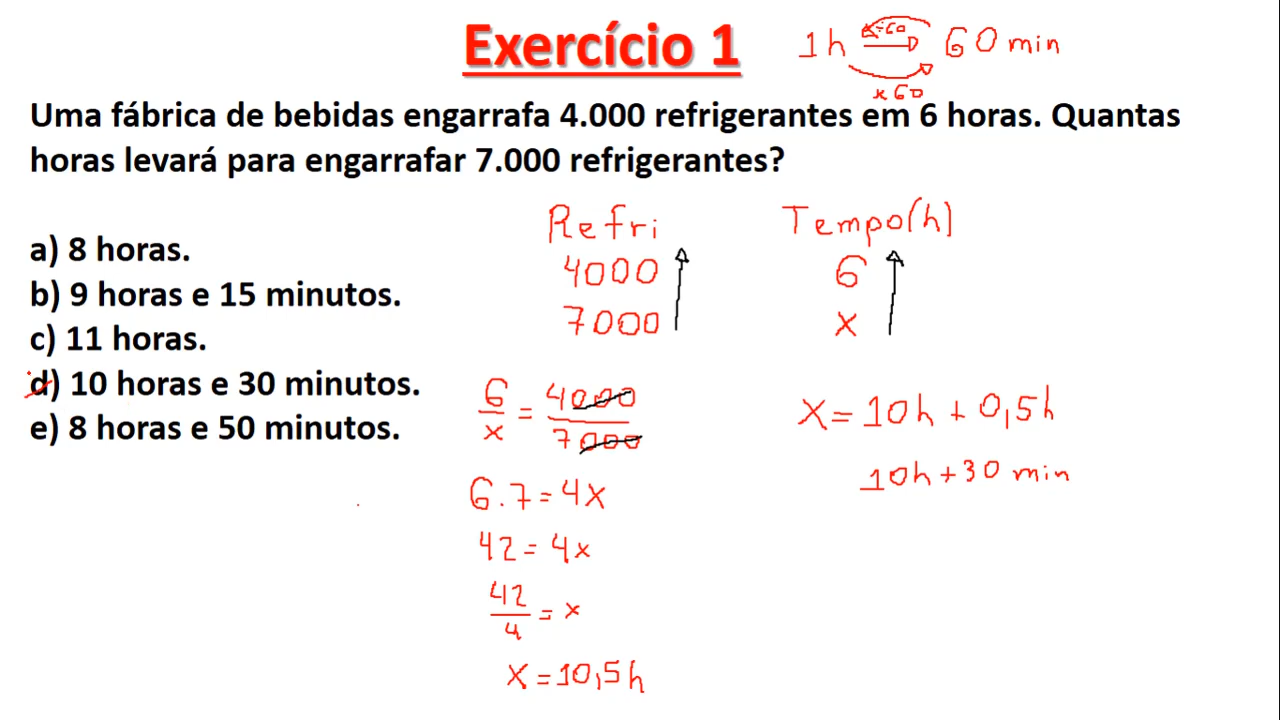 Exercício 1
1h ÷60 60 min
x60
Uma fábrica de bebidas engarrafa 4.000 refrigerantes em 6 horas. Quantas
horas levará para engarrafar 7.000 refrigerantes?
Refri Tempo(h)
4000 6
7000 x
a) 8 horas.
b) 9 horas e 15 minutos.
c) 11 horas.
d) 10 horas e 30 minutos.
e) 8 horas e 50 minutos.
6/x = 4000/7000
6.7=4x
42=4x
42/4=x
x=10,5h
X=10h+0,5h
10h+30 min